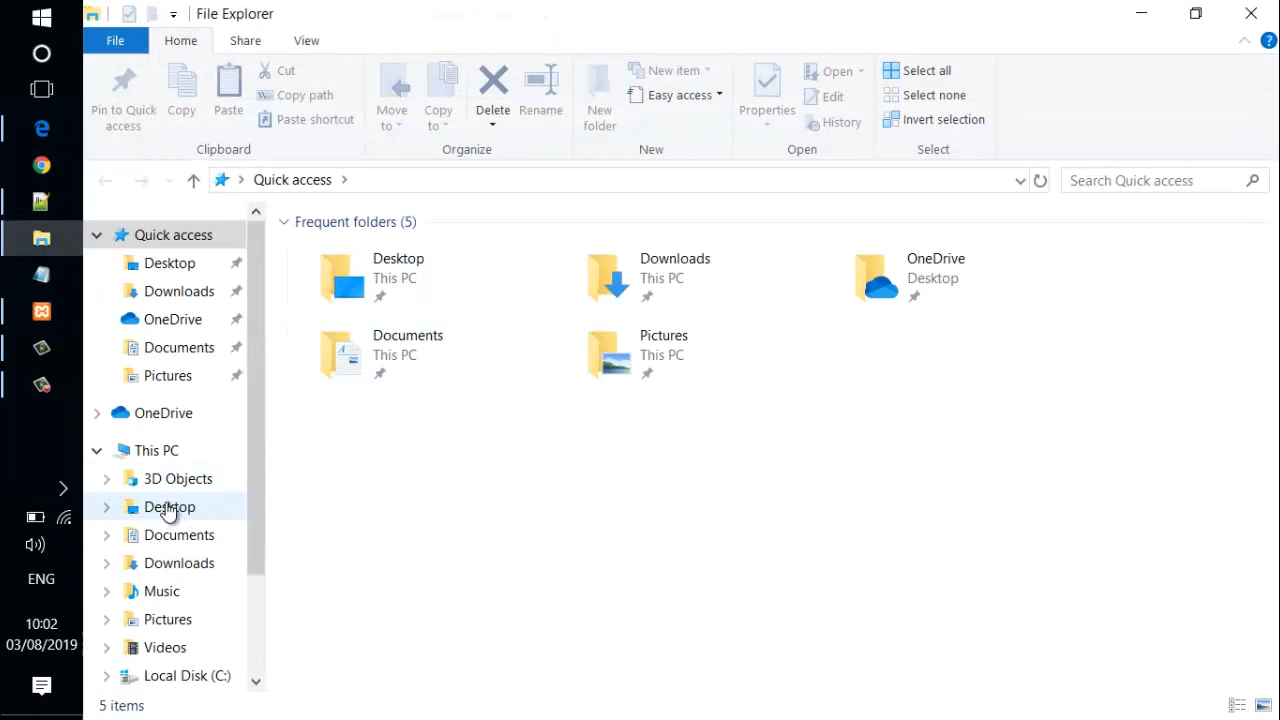 File Explorer
File Home Share View
Pin to Quick access
Copy
Paste
Cut
Copy path
Paste shortcut
Clipboard
Move to
Copy to
Delete
Rename
Organize
New folder
New item
Easy access
New
Properties
Open
Edit
History
Open
Select all
Select none
Invert selection
Select
Quick access
Search Quick access
Quick access
Desktop
Downloads
OneDrive
Documents
Pictures
OneDrive
This PC
3D Objects
Desktop
Documents
Downloads
Music
Pictures
Videos
Local Disk (C:)
Frequent folders (5)
Desktop
This PC
Downloads
This PC
OneDrive
Desktop
Documents
This PC
Pictures
This PC
5 items
ENG
10:02
03/08/2019